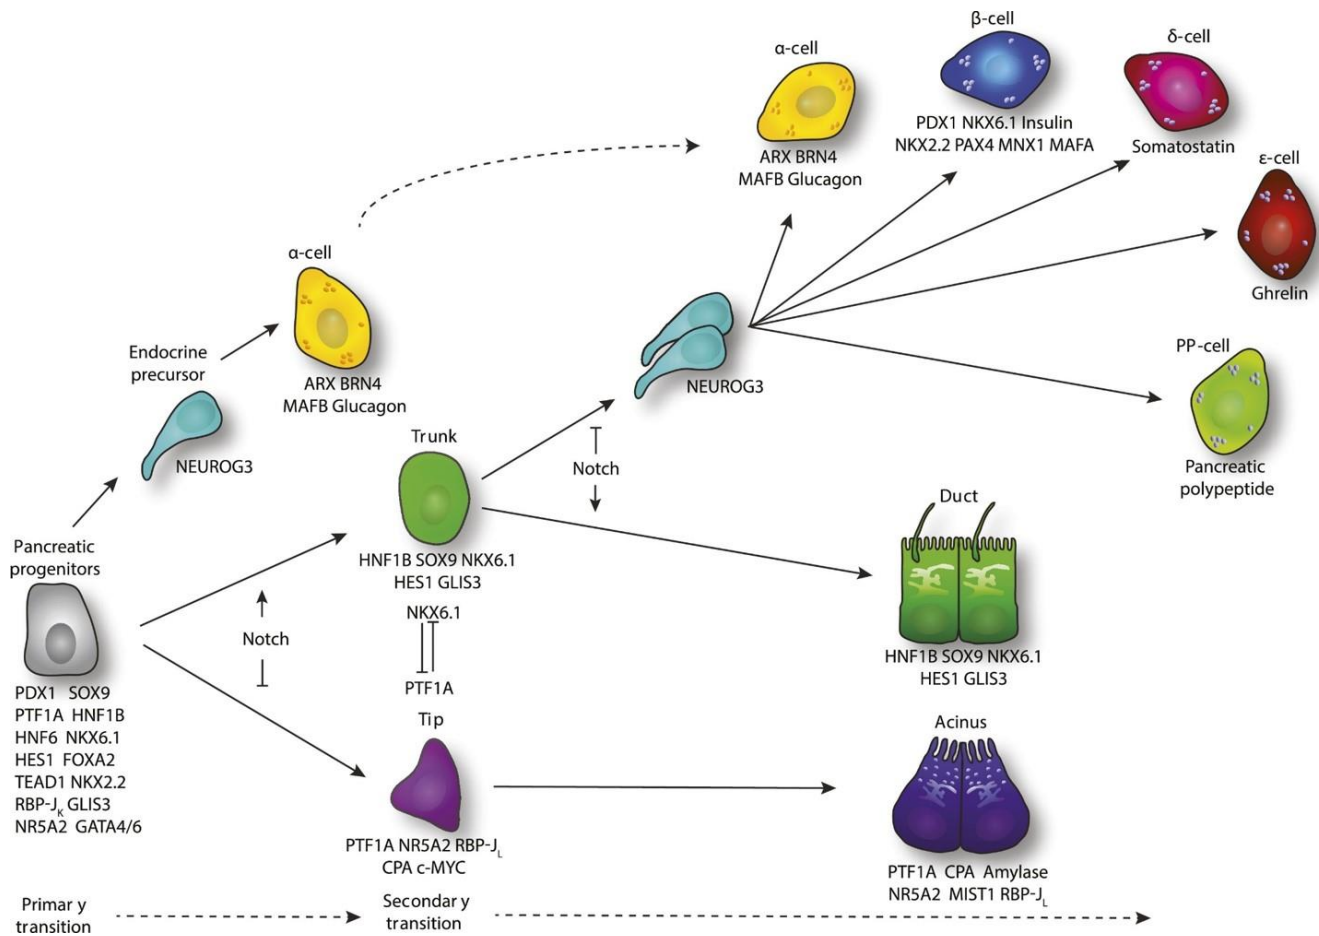 α-cell
ARX BRN4
MAFB Glucagon
β-cell
PDX1 NKX6.1 Insulin
NKX2.2 PAX4 MNX1 MAFA
δ-cell
Somatostatin
ε-cell
Ghrelin
PP-cell
Pancreatic
polypeptide
α-cell
ARX BRN4
MAFB Glucagon
Endocrine
precursor
NEUROG3
NEUROG3
Trunk
HNF1B SOX9 NKX6.1
HES1 GLIS3
Notch
Pancreatic
progenitors
PDX1 SOX9
PTF1A HNF1B
HNF6 NKX6.1
HES1 FOXA2
TEAD1 NKX2.2
RBP-JK GLIS3
NR5A2 GATA4/6
Notch
NKX6.1
PTF1A
Duct
HNF1B SOX9 NKX6.1
HES1 GLIS3
Tip
PTF1A NR5A2 RBP-JL
CPA c-MYC
Acinus
PTF1A CPA Amylase
NR5A2 MIST1 RBP-JL
Primar y
transition
Secondar y
transition